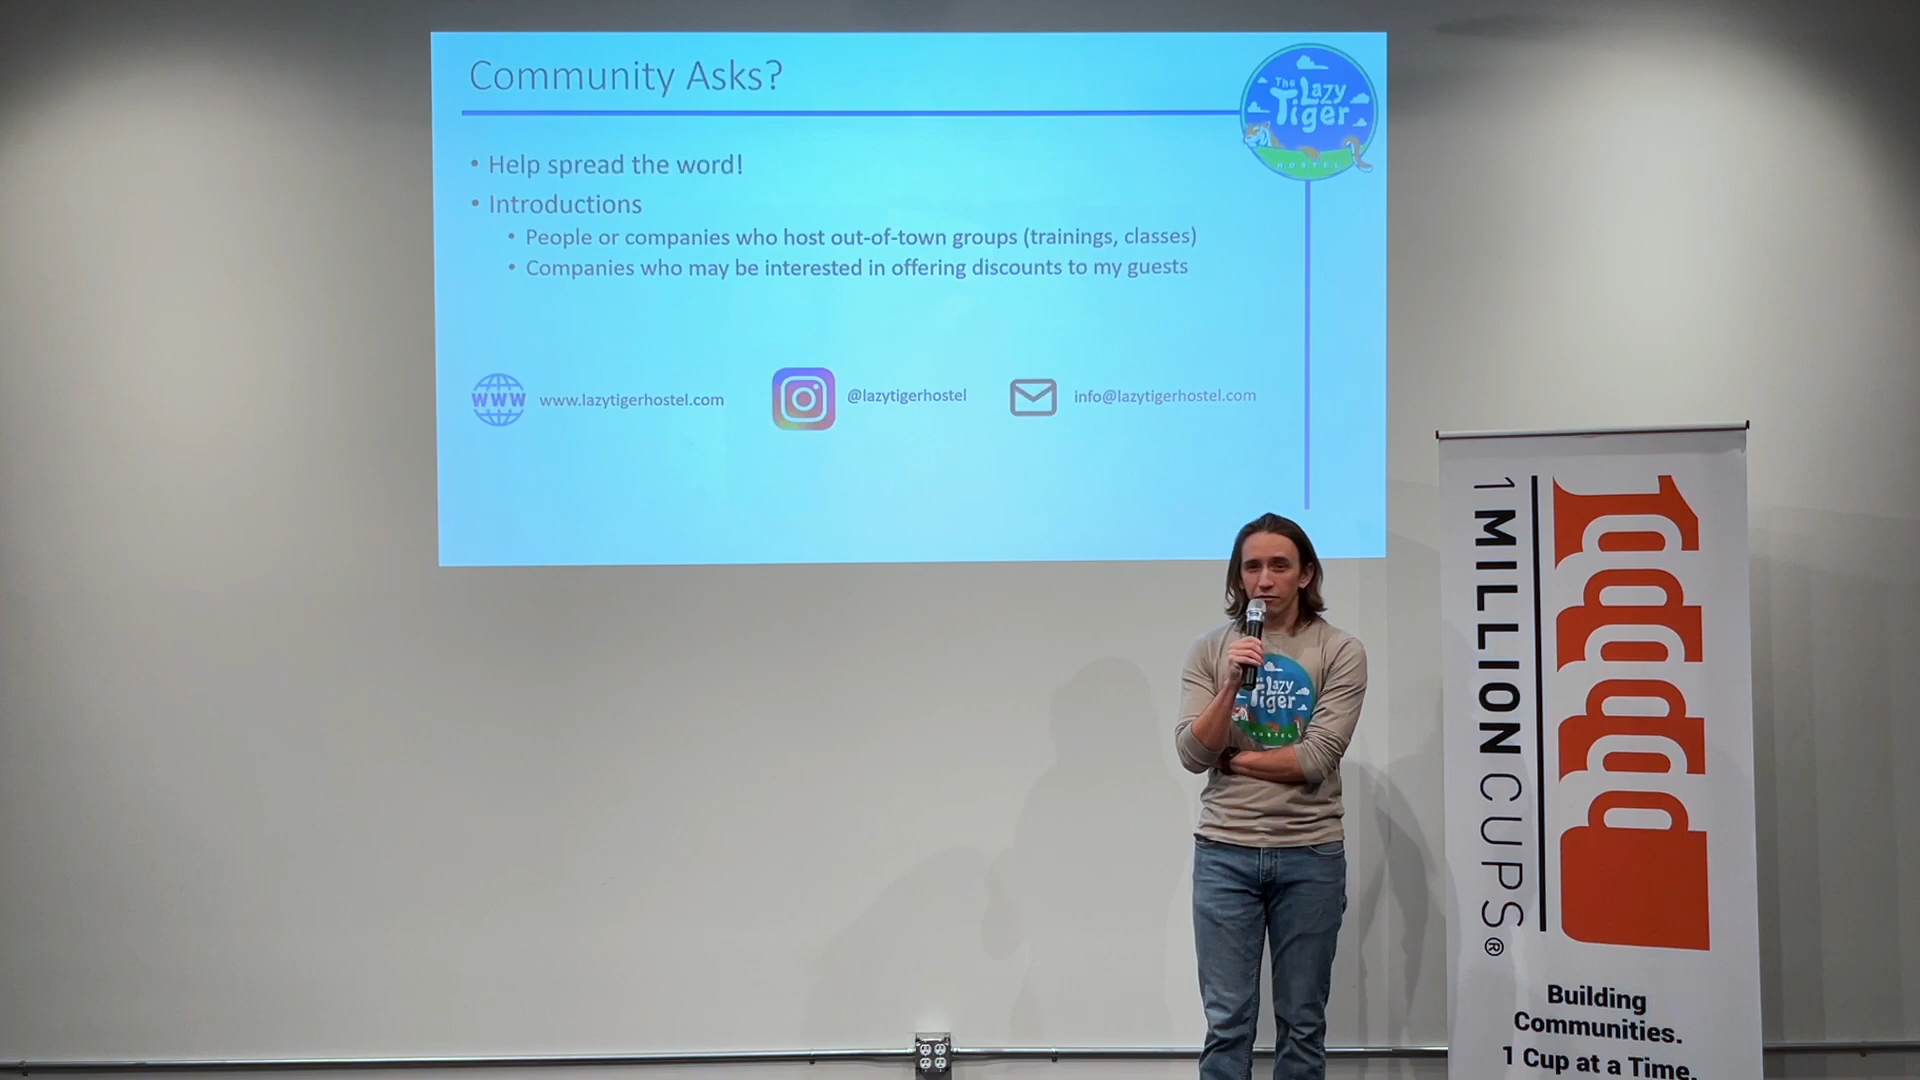 Community Asks?
The Lazy
Tiger
HOSTEL
• Help spread the word!
• Introductions
• People or companies who host out-of-town groups (trainings, classes)
• Companies who may be interested in offering discounts to my guests
WWW www.lazytigerhostel.com
@lazytigerhostel
info@lazytigerhostel.com
Lazy
Tiger
HOSTEL
1 MILLION CUPS®
Building
Communities.
1 Cup at a Time.